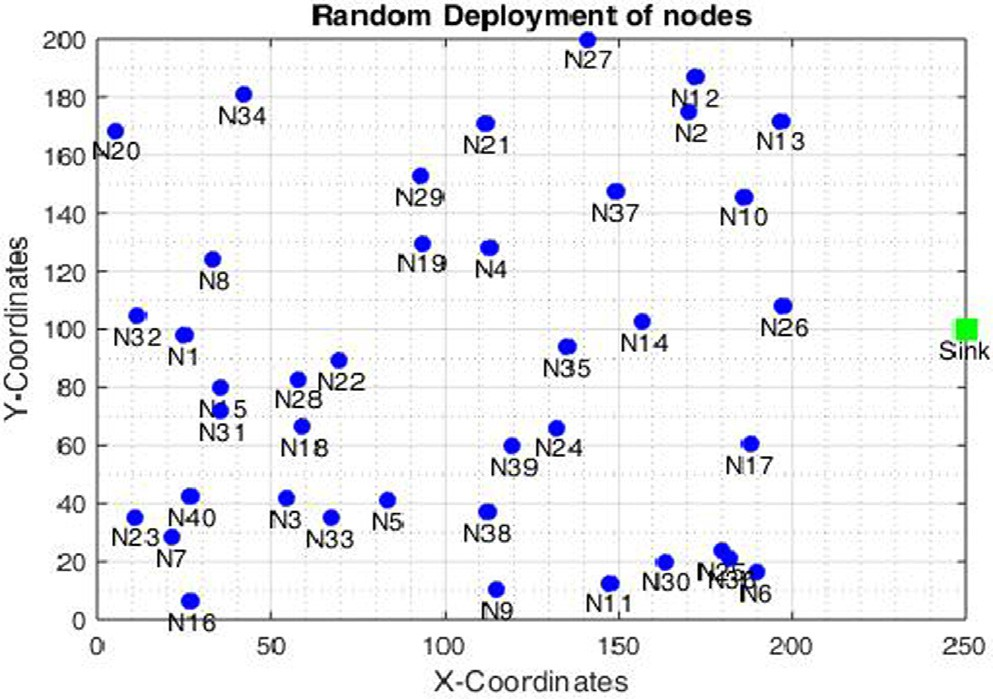 Random Deployment of nodes
200
N27
N12
180
N34
N2
N13
N21
N20
160
N29
N37
N10
140
N19
N4
N8
120
N32
N26
100
N14
N1
Sink
N35
80
N22
N28
N15
N31
N18
60
N39
N24
N17
40
N40
N3
N5
N23
N33
N38
N7
20
N30
N25
N36
N6
N11
N9
N16
0
0
50
100
150
200
250
X-Coordinates
Y-Coordinates